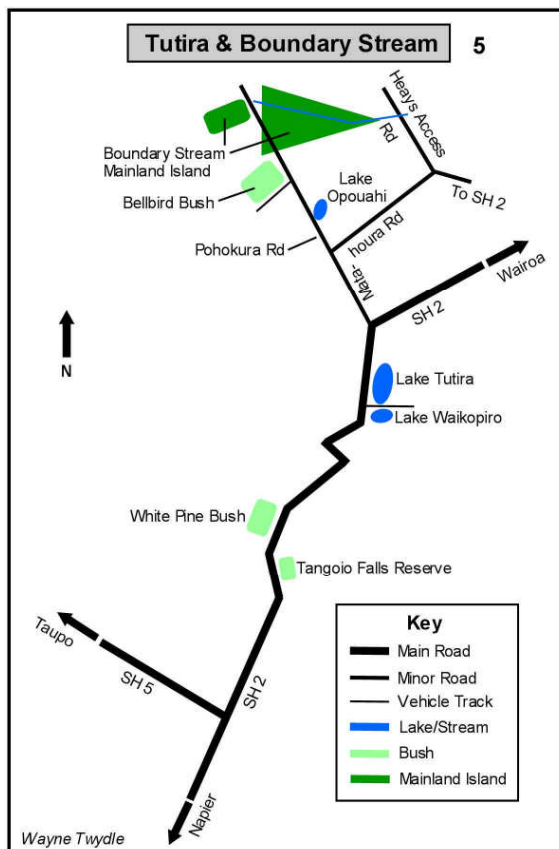 Tutira & Boundary Stream
5
Heays Access
Rd
Boundary Stream
Mainland Island
Lake
Opouahi
Bellbird Bush
To SH 2
Pohokura Rd
Mata-
houra Rd
Wairoa
SH 2
N
Lake Tutira
Lake Waikopiro
White Pine Bush
Tangoio Falls Reserve
Taupo
SH 5
SH 2
Napier
Key
Main Road
Minor Road
Vehicle Track
Lake/Stream
Bush
Mainland Island
Wayne Twydle